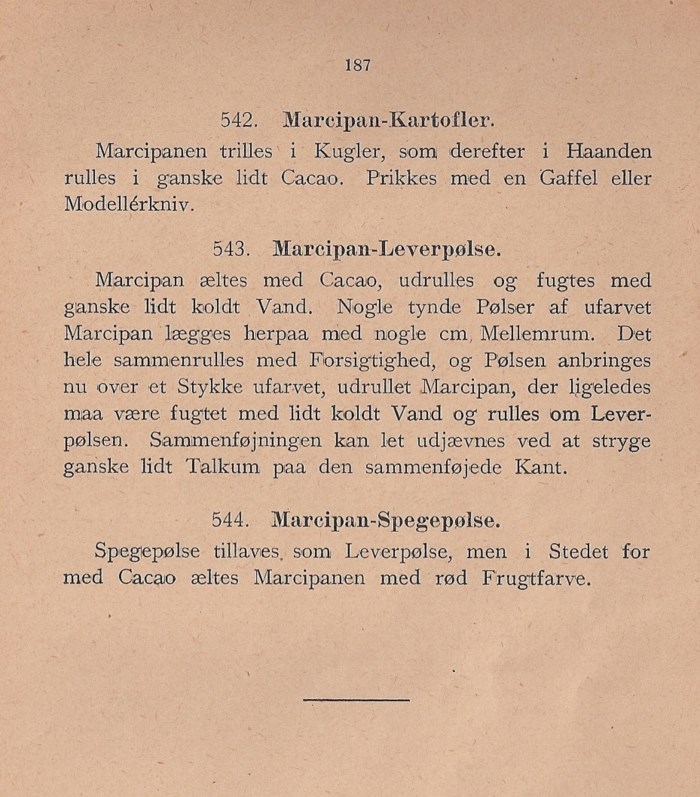 187
542. Marcipan-Kartofler.
Marcipanen trilles i Kugler, som derefter i Haanden
rulles i ganske lidt Cacao. Prikkes med en Gaffel eller
Modellérkniv.
543. Marcipan-Leverpølse.
Marcipan æltes med Cacao, udrulles og fugtes med
ganske lidt koldt Vand. Nogle tynde Pølser af ufarvet
Marcipan lægges herpaa med nogle cm. Mellemrum. Det
hele sammenrulles med Forsigtighed, og Pølsen anbringes
nu over et Stykke ufarvet, udrullet Marcipan, der ligeledes
maa være fugtet med lidt koldt Vand og rulles om Lever-
pølsen. Sammenføjningen kan let udjævnes ved at stryge
ganske lidt Talkum paa den sammenføjede Kant.
544. Marcipan-Spegepølse.
Spegepølse tillaves som Leverpølse, men i Stedet for
med Cacao æltes Marcipanen med rød Frugtfarve.